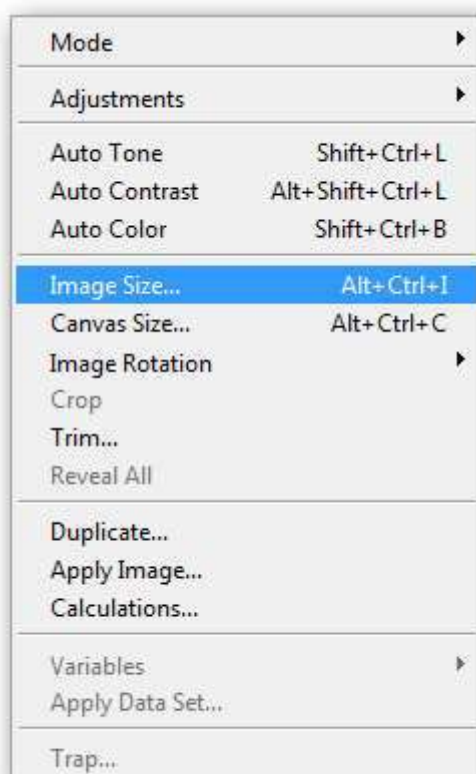 Mode
Adjustments
Auto Tone Shift+Ctrl+L
Auto Contrast Alt+Shift+Ctrl+L
Auto Color Shift+Ctrl+B
Image Size... Alt+Ctrl+I
Canvas Size... Alt+Ctrl+C
Image Rotation
Crop
Trim...
Reveal All
Duplicate...
Apply Image...
Calculations...
Variables
Apply Data Set...
Trap...